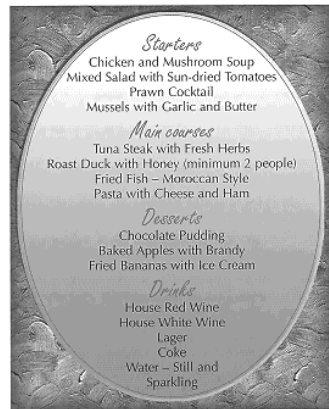 Starters
Chicken and Mushroom Soup
Mixed Salad with Sun-dried Tomatoes
Prawn Cocktail
Mussels with Garlic and Butter
Main courses
Tuna Steak with Fresh Herbs
Roast Duck with Honey (minimum 2 people)
Fried Fish – Moroccan Style
Pasta with Cheese and Ham
Desserts
Chocolate Pudding
Baked Apples with Brandy
Fried Bananas with Ice Cream
Drinks
House Red Wine
House White Wine
Lager
Coke
Water – Still and
Sparkling